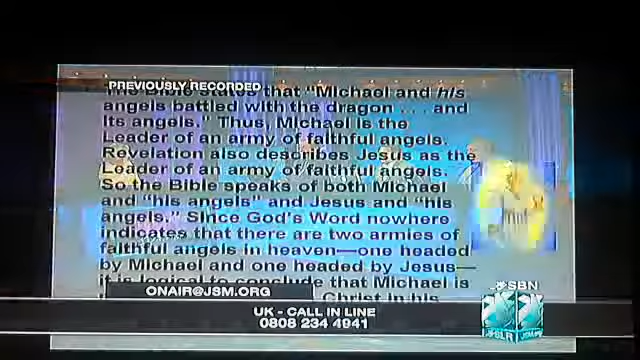 PREVIOUSLY RECORDED
that "Michael and his
angels battled with the dragon . . . and
its angels." Thus, Michael is the
Leader of an army of faithful angels.
Revelation also describes Jesus as the
Leader of an army of faithful angels.
So the Bible speaks of both Michael
and "his angels" and Jesus and "his
angels." Since God's Word nowhere
indicates that there are two armies of
faithful angels in heaven—one headed
by Michael and one headed by Jesus—
it is logical to conclude that Michael is
Christ in his
ONAIR@JSM.ORG
SBN
UK - CALL IN LINE
0808 234 4941